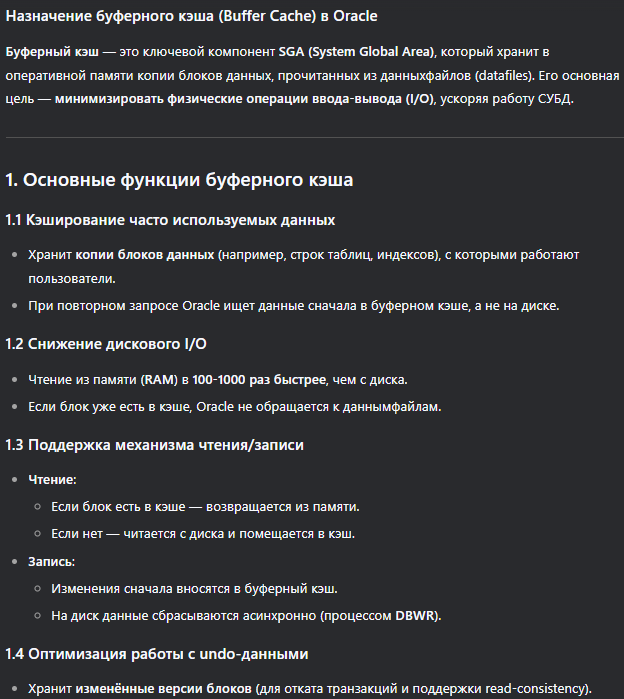 Назначение буферного кэша (Buffer Cache) в Oracle
Буферный кэш — это ключевой компонент SGA (System Global Area), который хранит в
оперативной памяти копии блоков данных, прочитанных из данныхфайлов (datafiles). Его основная
цель — минимизировать физические операции ввода-вывода (I/O), ускоряя работу СУБД.
1. Основные функции буферного кэша
1.1 Кэширование часто используемых данных
• Хранит копии блоков данных (например, строк таблиц, индексов), с которыми работают
пользователи.
• При повторном запросе Oracle ищет данные сначала в буферном кэше, а не на диске.
1.2 Снижение дискового I/O
• Чтение из памяти (RAM) в 100-1000 раз быстрее, чем с диска.
• Если блок уже есть в кэше, Oracle не обращается к даннымфайлам.
1.3 Поддержка механизма чтения/записи
• Чтение:
○ Если блок есть в кэше — возвращается из памяти.
○ Если нет — читается с диска и помещается в кэш.
• Запись:
○ Изменения сначала вносятся в буферный кэш.
○ На диск данные сбрасываются асинхронно (процессом DBWR).
1.4 Оптимизация работы с undo-данными
• Хранит изменённые версии блоков (для отката транзакций и поддержки read-consistency).